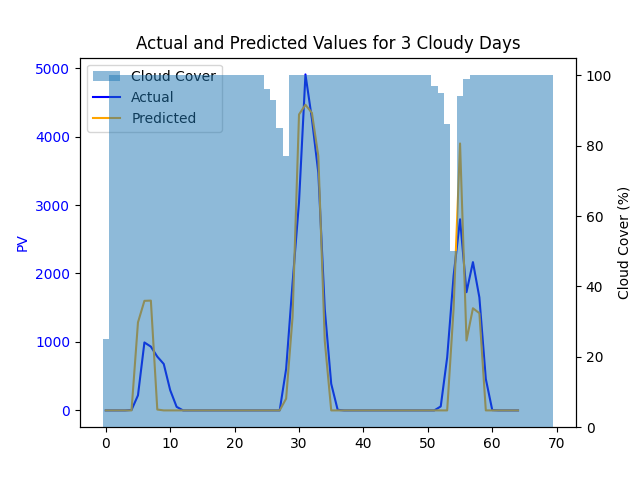 Actual and Predicted Values for 3 Cloudy Days
Cloud Cover
Actual
Predicted
PV
5000
4000
3000
2000
1000
0
100
80
60
40
20
0
Cloud Cover (%)
0 10 20 30 40 50 60 70